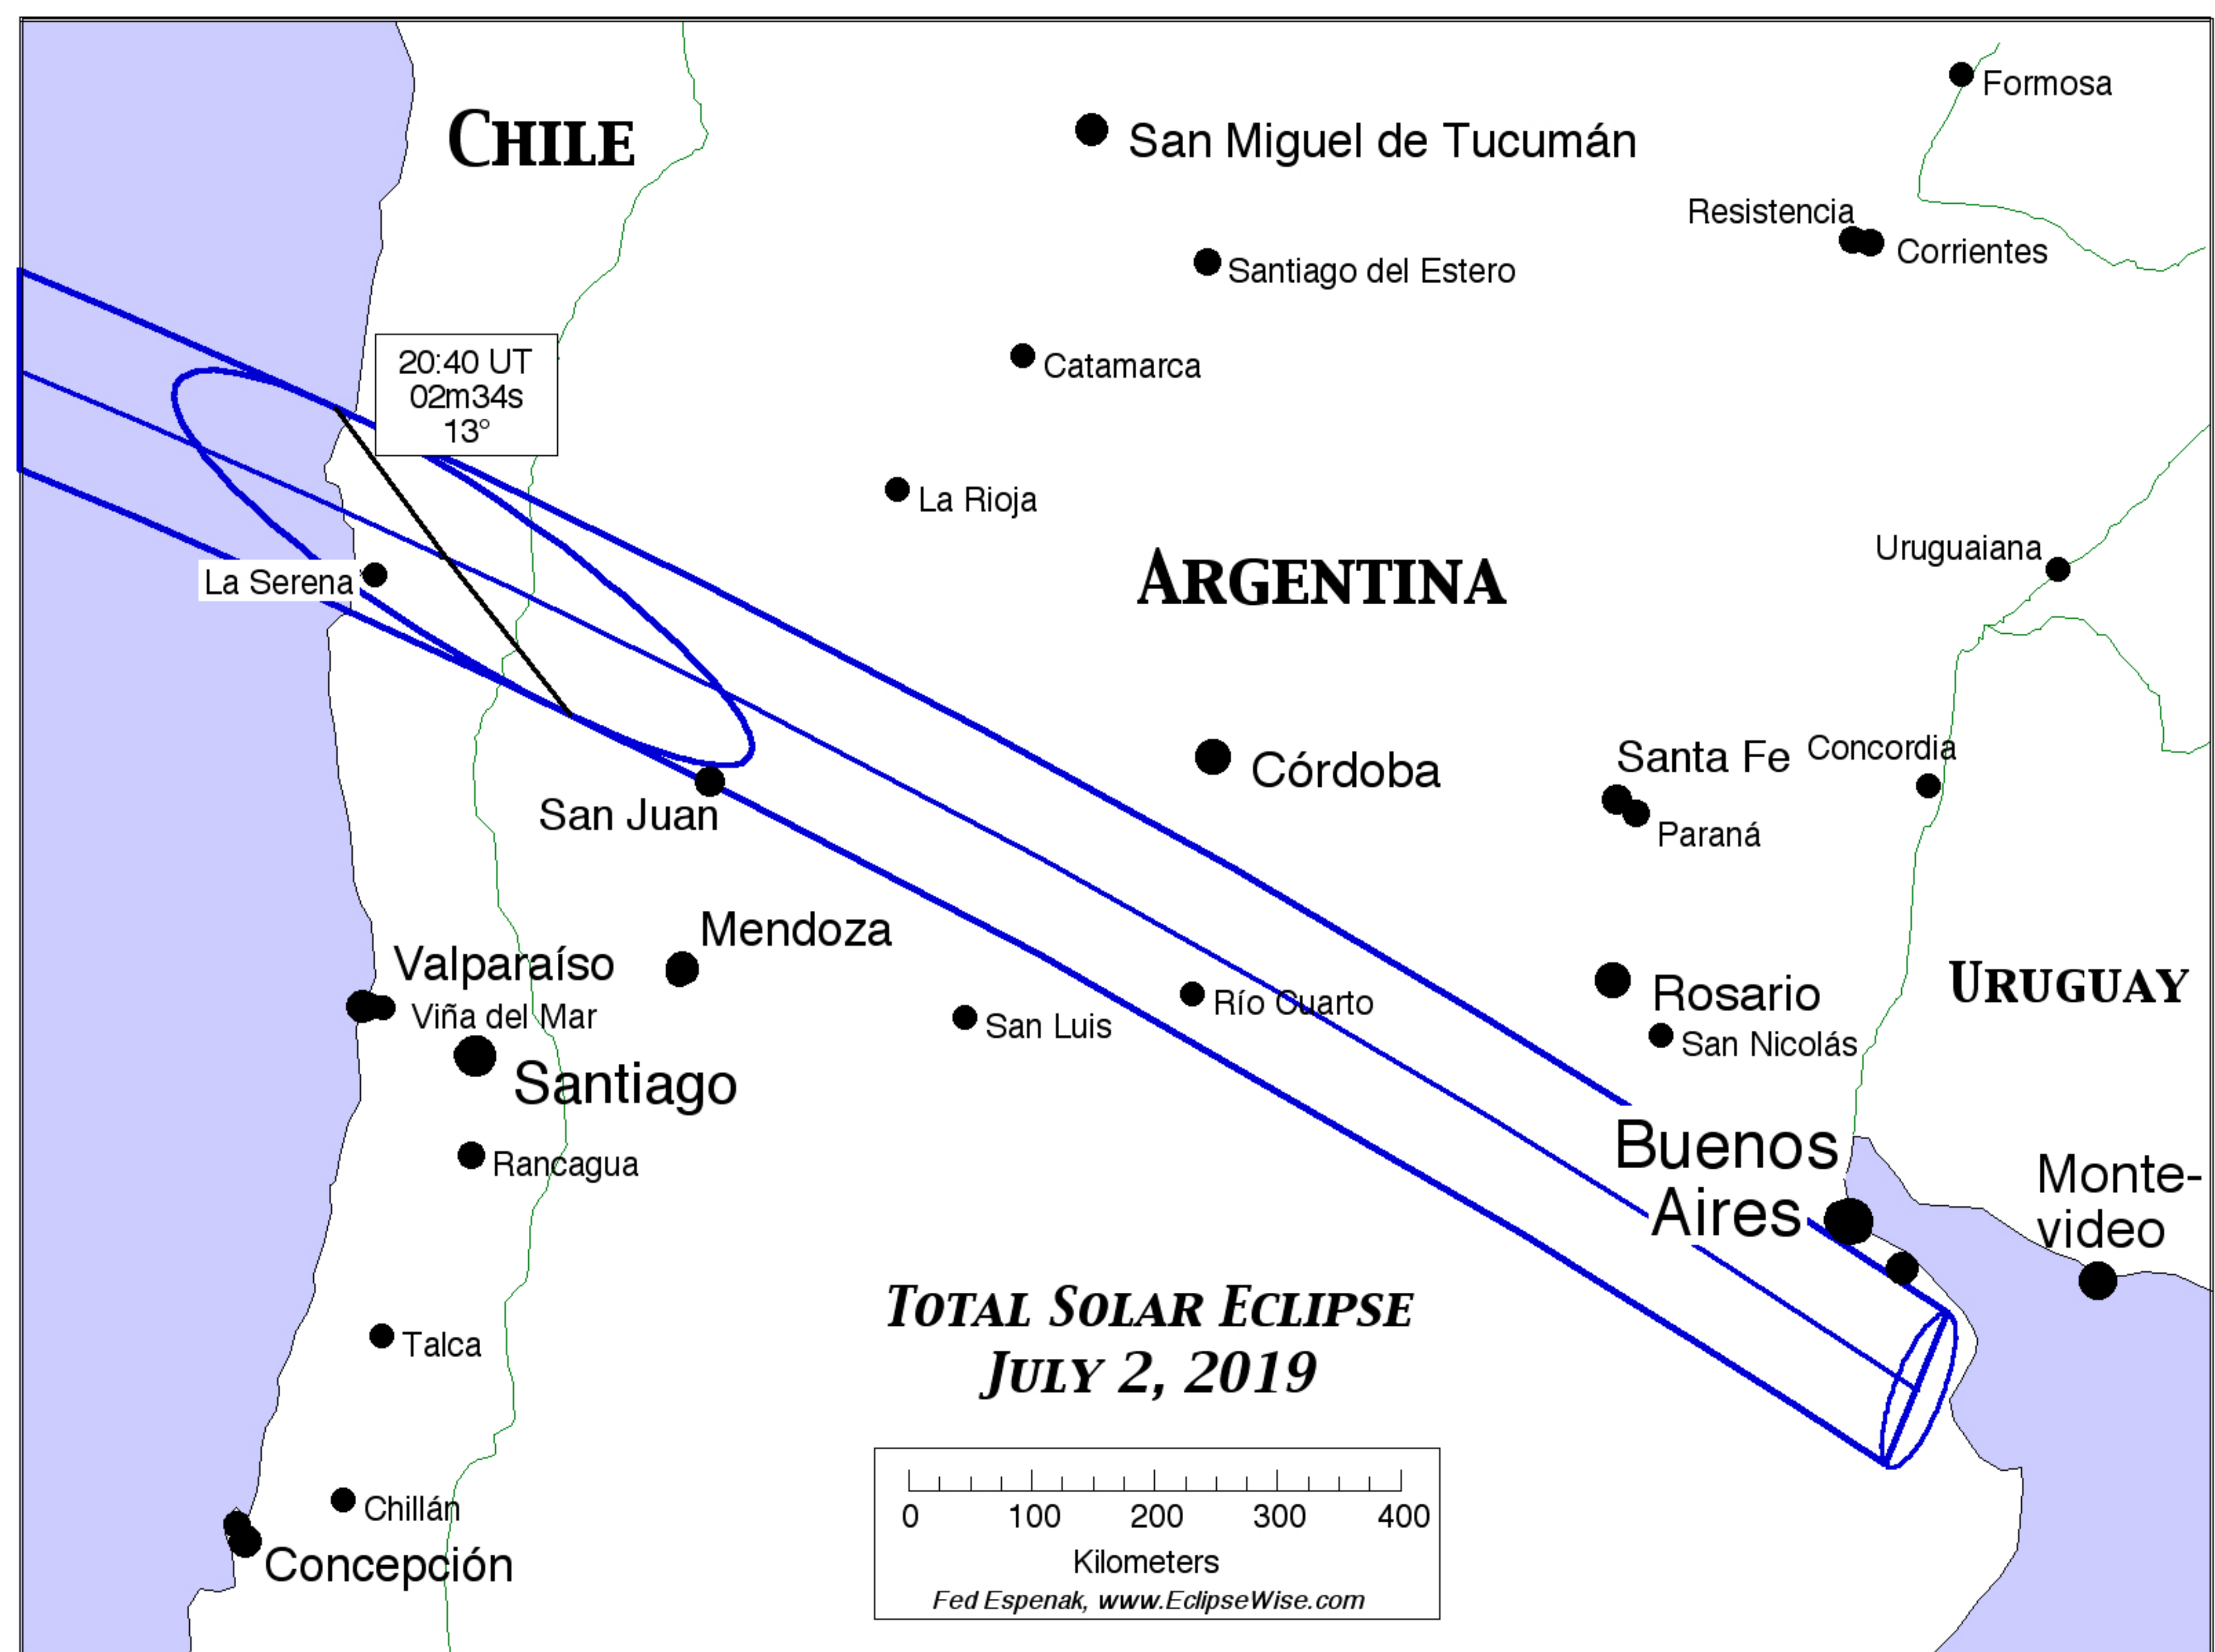 Formosa
CHILE
San Miguel de Tucumán
Resistencia
Corrientes
Santiago del Estero
20:40 UT
02m34s
13°
Catamarca
La Rioja
Uruguaiana
La Serena
ARGENTINA
Santa Fe
Concordia
Córdoba
San Juan
Paraná
Mendoza
Valparaíso
Viña del Mar
Río Cuarto
San Luis
Rosario
URUGUAY
San Nicolás
Santiago
Buenos
Aires
Rancagua
Monte-
video
TOTAL SOLAR ECLIPSE
JULY 2, 2019
Talca
Chillán
Concepción
0 100 200 300 400
Kilometers
Fed Espenak, www.EclipseWise.com